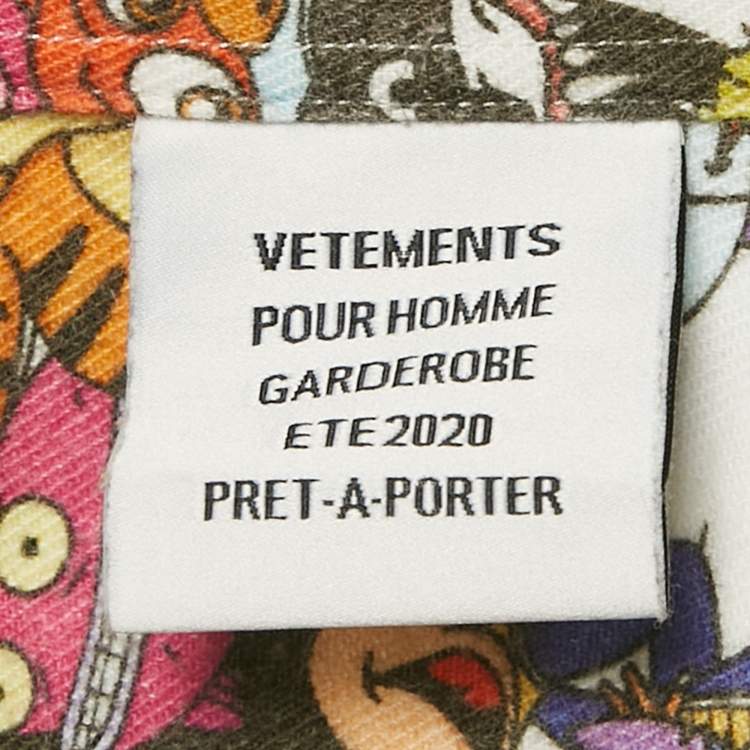 VETEMENTS
POUR HOMME
GARDEROBE
ETE 2020
PRET-A-PORTER